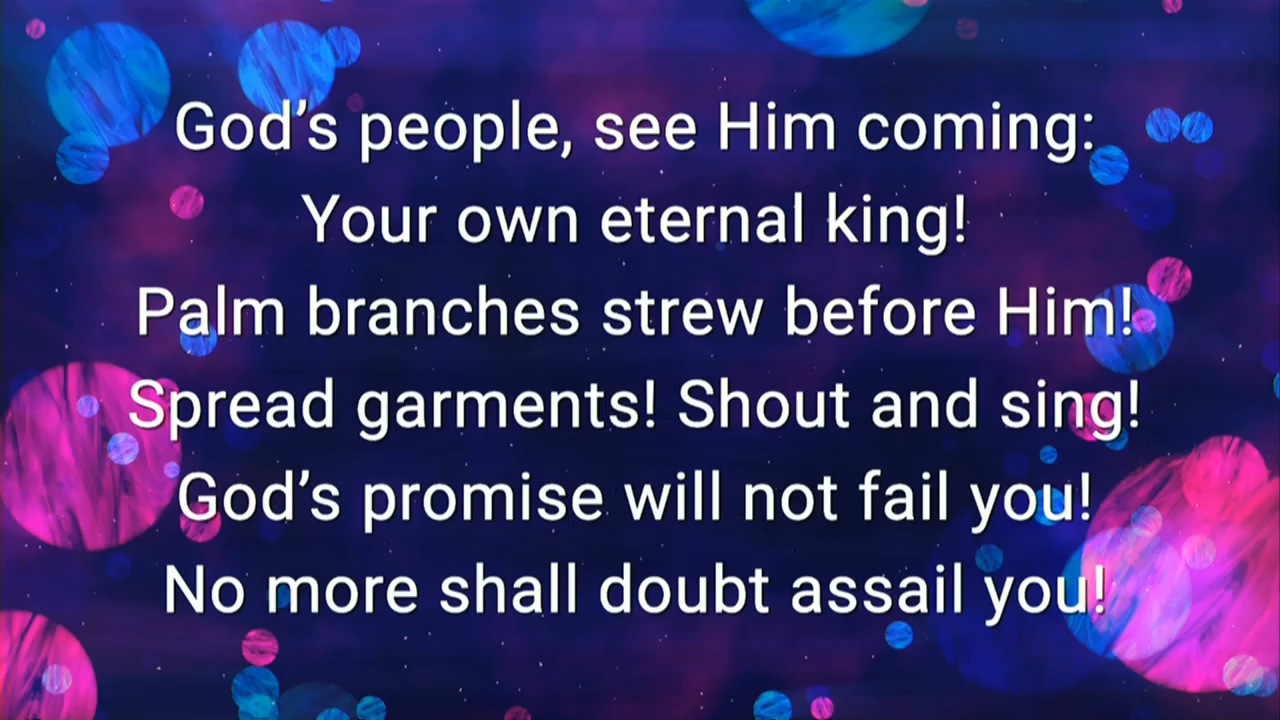 God’s people, see Him coming:
Your own eternal king!
Palm branches strew before Him!
Spread garments! Shout and sing!
God’s promise will not fail you!
No more shall doubt assail you!